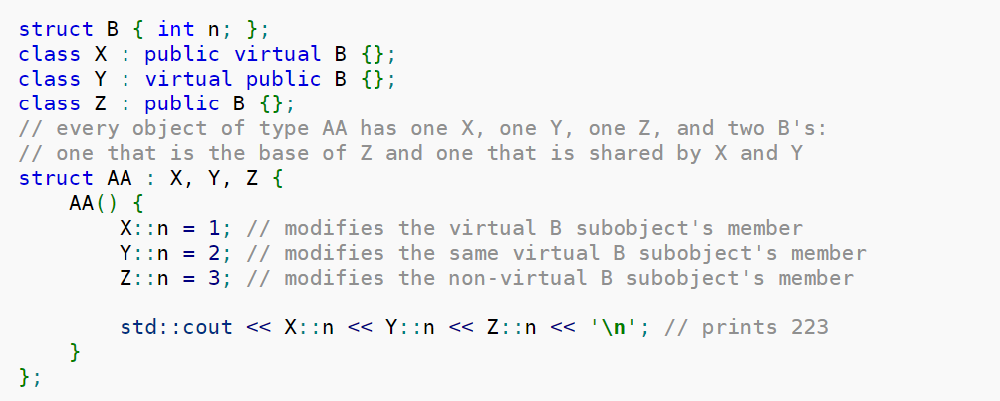 struct B { int n; };
class X : public virtual B {};
class Y : virtual public B {};
class Z : public B {};
// every object of type AA has one X, one Y, one Z, and two B's:
// one that is the base of Z and one that is shared by X and Y
struct AA : X, Y, Z {
    AA() {
        X::n = 1; // modifies the virtual B subobject's member
        Y::n = 2; // modifies the same virtual B subobject's member
        Z::n = 3; // modifies the non-virtual B subobject's member

        std::cout << X::n << Y::n << Z::n << '\n'; // prints 223
    }
};